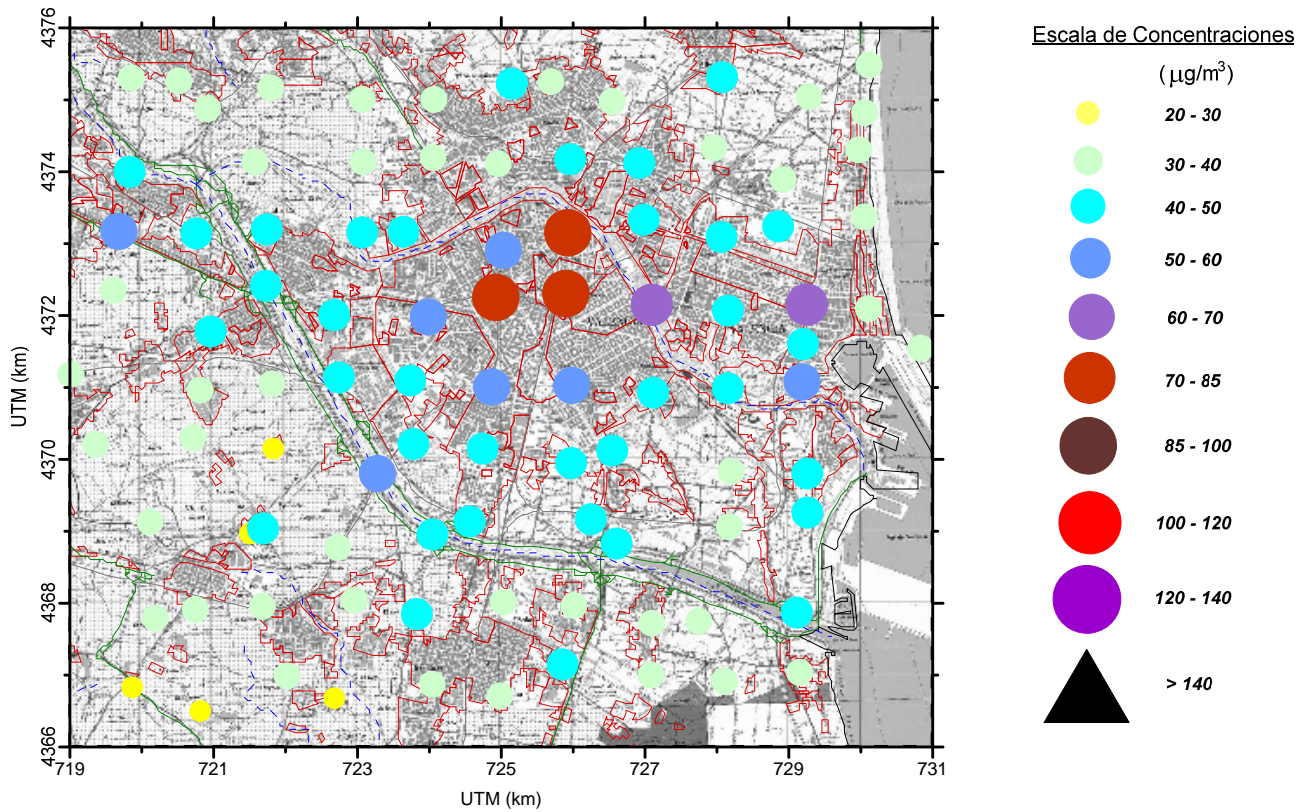 Escala de Concentraciones
(μg/m³)
20 - 30
30 - 40
40 - 50
50 - 60
60 - 70
70 - 85
85 - 100
100 - 120
120 - 140
> 140
4376
4374
4372
4370
4368
4366
UTM (km)
719
721
723
725
727
729
731
UTM (km)